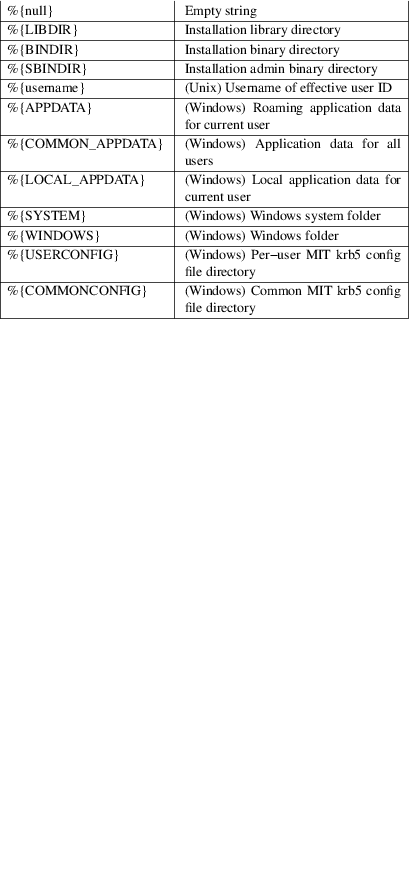 %{null} Empty string
%{LIBDIR} Installation library directory
%{BINDIR} Installation binary directory
%{SBINDIR} Installation admin binary directory
%{username} (Unix) Username of effective user ID
%{APPDATA} (Windows) Roaming application data
for current user
%{COMMON_APPDATA} (Windows) Application data for all
users
%{LOCAL_APPDATA} (Windows) Local application data for
current user
%{SYSTEM} (Windows) Windows system folder
%{WINDOWS} (Windows) Windows folder
%{USERCONFIG} (Windows) Per−user MIT krb5 config
file directory
%{COMMONCONFIG} (Windows) Common MIT krb5 config
file directory